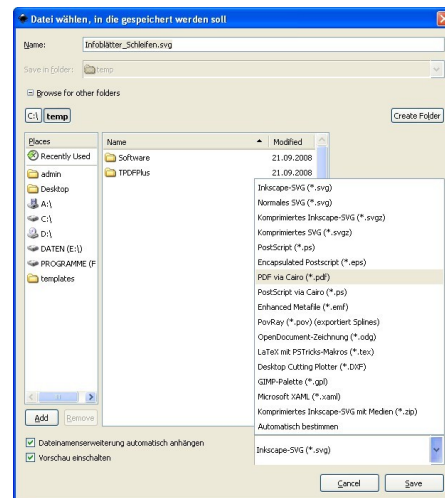 Datei wählen, in die gespeichert werden soll
Name:
Infoblätter_Schleifen.svg
Save in folder:
temp
Browse for other folders
C:\
temp
Create Folder
Places
Recently Used
admin
Desktop
A:\
C:\
D:\
DATEN (E:\)
PROGRAMME (F
templates
Name
Modified
Software
21.09.2008
TPDFPlus
21.09.2008
Inkscape-SVG (*.svg)
Normales SVG (*.svg)
Komprimiertes Inkscape-SVG (*.svgz)
Komprimiertes SVG (*.svgz)
PostScript (*.ps)
Encapsulated Postscript (*.eps)
PDF via Cairo (*.pdf)
PostScript via Cairo (*.ps)
Enhanced Metafile (*.emf)
PovRay (*.pov) (exportiert Splines)
OpenDocument-Zeichnung (*.odg)
LaTeX mit PSTricks-Makros (*.tex)
Desktop Cutting Plotter (*.DXF)
GIMP-Palette (*.gpl)
Microsoft XAML (*.xaml)
Komprimiertes Inkscape-SVG mit Medien (*.zip)
Automatisch bestimmen
Add
Remove
Dateinamenserweiterung automatisch anhängen
Vorschau einschalten
Inkscape-SVG (*.svg)
Cancel
Save